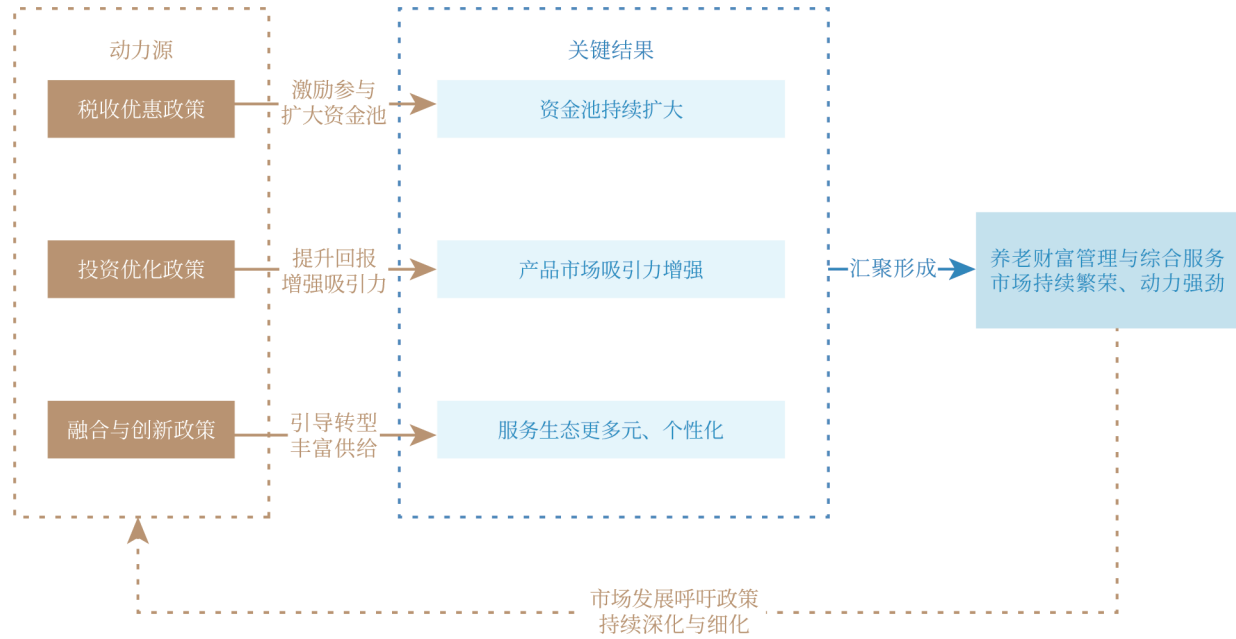 动力源
关键结果
税收优惠政策
激励参与
扩大资金池
资金池持续扩大
投资优化政策
提升回报
增强吸引力
产品市场吸引力增强
汇聚形成
养老财富管理与综合服务
市场持续繁荣、动力强劲
融合与创新政策
引导转型
丰富供给
服务生态更多元、个性化
市场发展呼吁政策
持续深化与细化